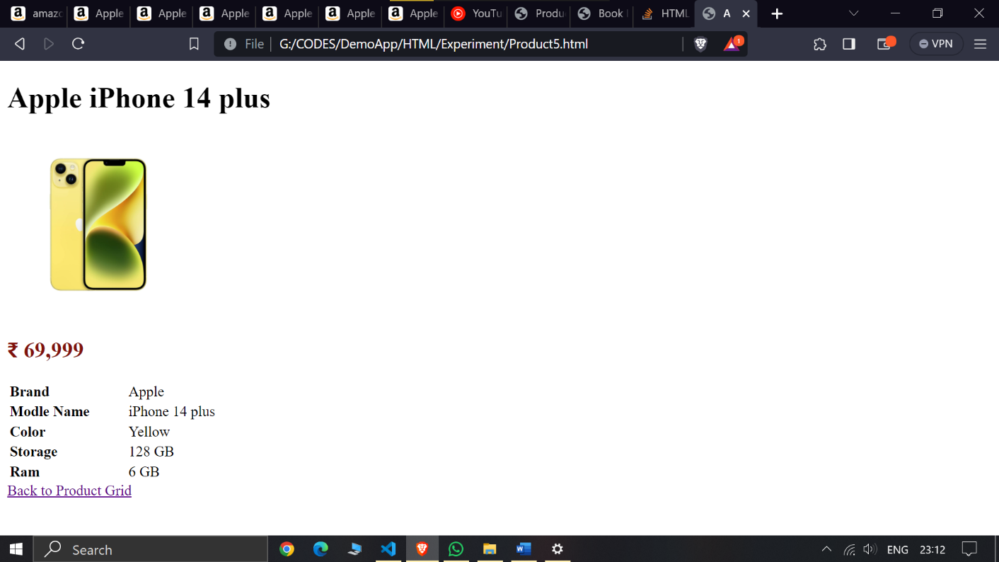 amazo
Apple
Apple
Apple
Apple
Apple
Apple
YouTu
Produ
Book
HTML
A
File
G:/CODES/DemoApp/HTML/Experiment/Product5.html
1
VPN
Apple iPhone 14 plus
₹ 69,999
Brand Apple
Modle Name iPhone 14 plus
Color Yellow
Storage 128 GB
Ram 6 GB
Back to Product Grid
Search
ENG
23:12